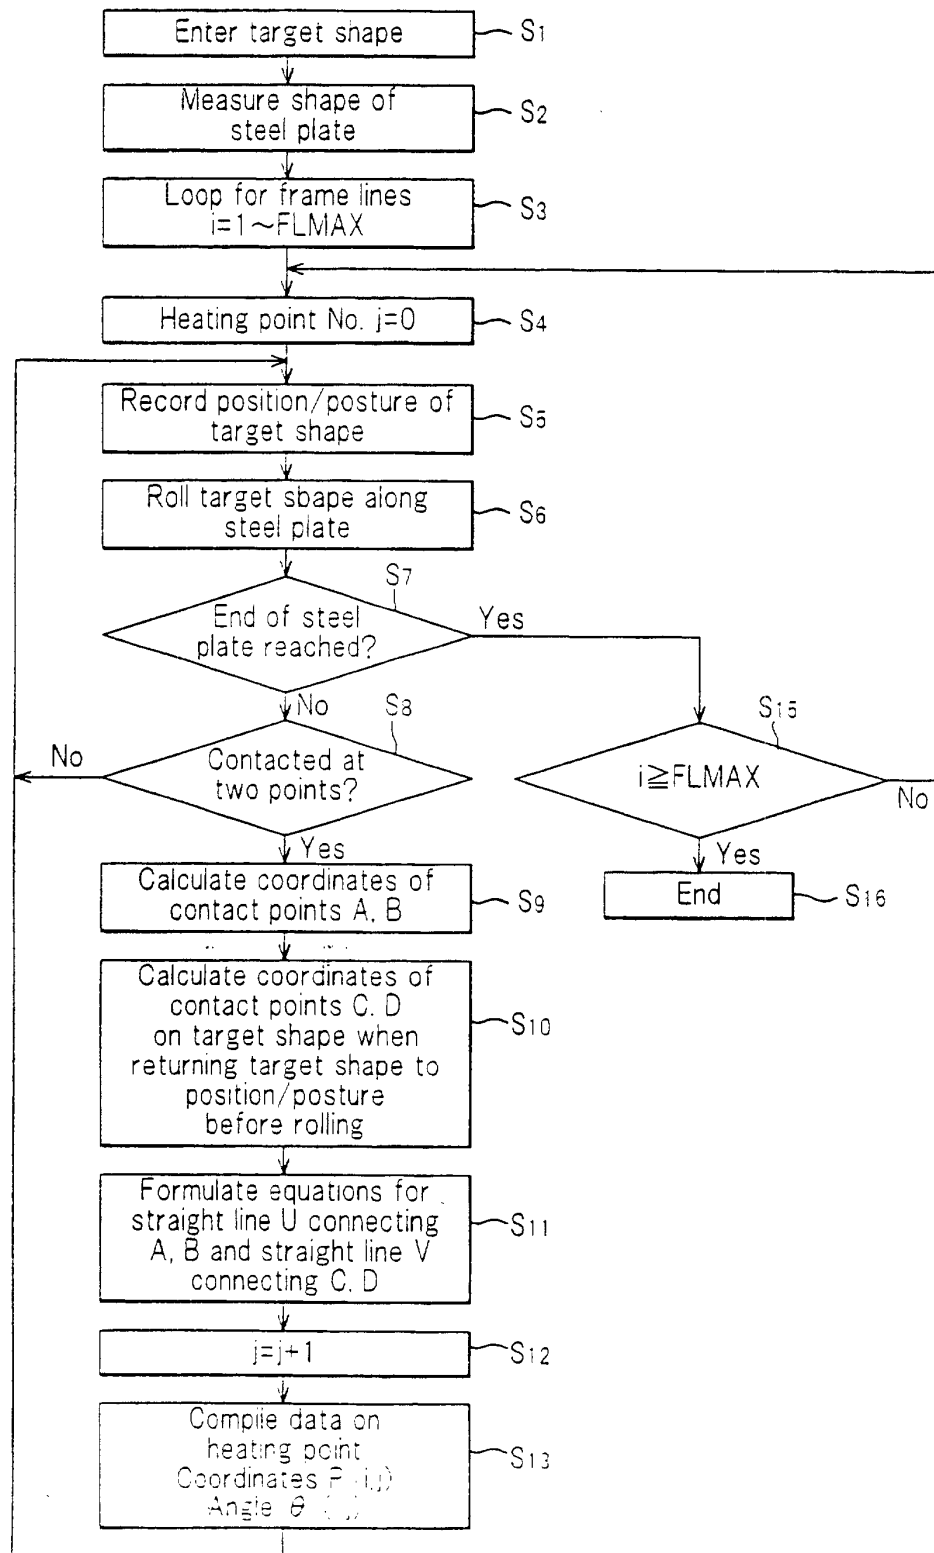 Enter target shape
S1
Measure shape of
steel plate
S2
Loop for frame lines
i=1~FLMAX
S3
Heating point No. j=0
S4
Record position/posture of
target shape
S5
Roll target sbape along
steel plate
S6
S7
End of steel
plate reached?
Yes
No
S8
Contacted at
two points?
No
Yes
S15
i≧FLMAX
No
Yes
End
S16
Calculate coordinates of
contact points A, B
S9
Calculate coordinates of
contact points C, D
on target shape when
returning target shape to
position/posture
before rolling
S10
Formulate equations for
straight line U connecting
A, B and straight line V
connecting C, D
S11
j=j+1
S12
Compile data on
heating point
Coordinates P (i,j)
Angle θ
S13